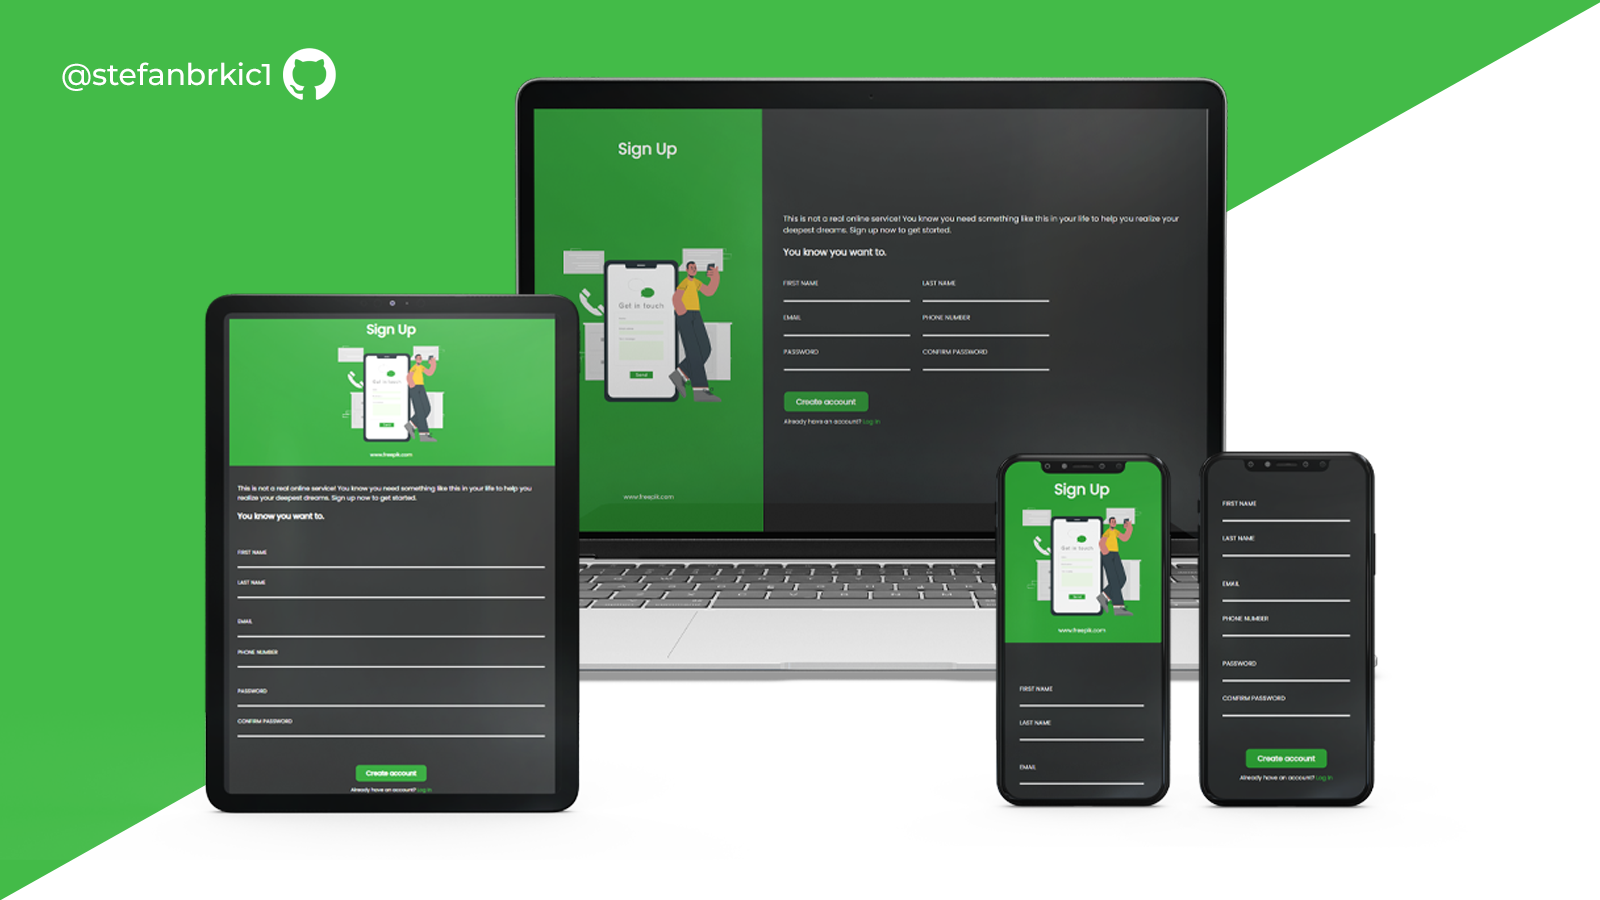 @stefanbrkic1
Sign Up
Get in touch
Send
www.freepik.com
This is not a real online service! You know you need something like this in your life to help you realize your
deepest dreams. Sign up now to get started.
You know you want to.
FIRST NAME
LAST NAME
EMAIL
PHONE NUMBER
PASSWORD
CONFIRM PASSWORD
Create account
Already have an account? Log in
Sign Up
Get in touch
www.freepik.com
This is not a real online service! You know you need something like this in your life to help you
realize your deepest dreams. Sign up now to get started.
You know you want to.
FIRST NAME
LAST NAME
EMAIL
PHONE NUMBER
PASSWORD
CONFIRM PASSWORD
Create account
Already have an account? Log in
Sign Up
Get in touch
www.freepik.com
FIRST NAME
LAST NAME
EMAIL
FIRST NAME
LAST NAME
EMAIL
PHONE NUMBER
PASSWORD
CONFIRM PASSWORD
Create account
Already have an account? Log in